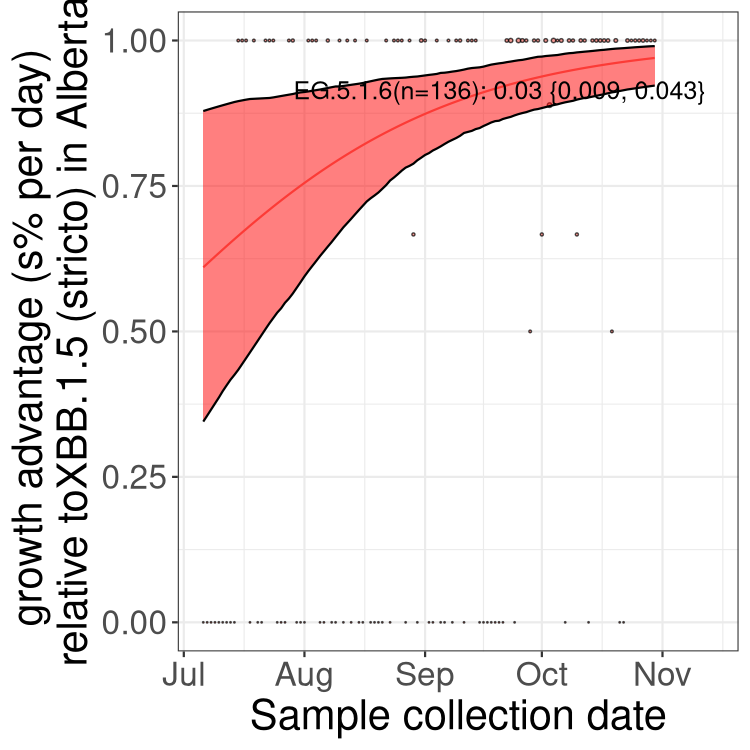 growth advantage (s% per day)
relative toXBB.1.5 (stricto) in Alberta
1.00
0.75
0.50
0.25
0.00
EG.5.1.6(n=136): 0.03 {0.009, 0.043}
Jul Aug Sep Oct Nov
Sample collection date